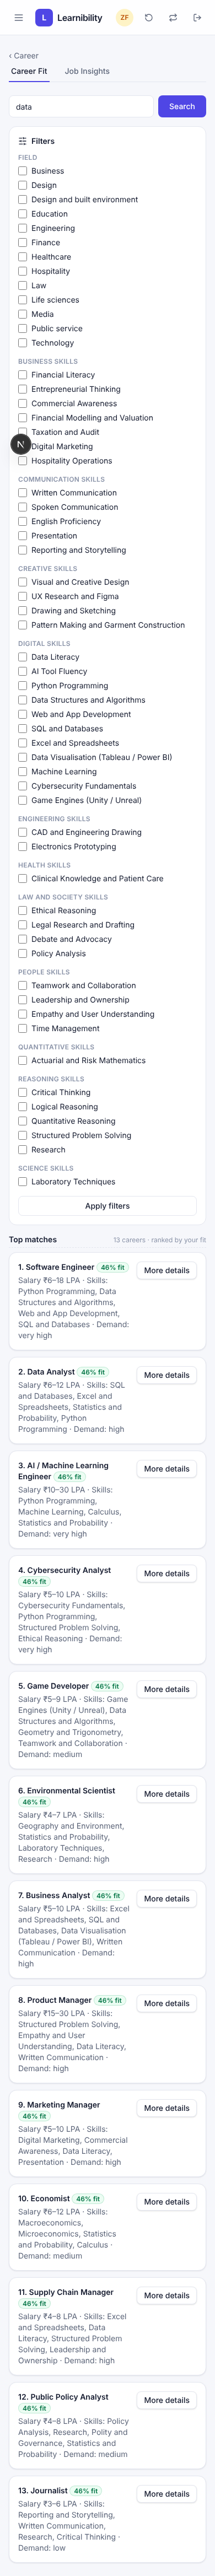 L Learnibility ZF
‹ Career
Career Fit Job Insights
data Search
Filters
FIELD
Business
Design
Design and built environment
Education
Engineering
Finance
Healthcare
Hospitality
Law
Life sciences
Media
Public service
Technology
BUSINESS SKILLS
Financial Literacy
Entrepreneurial Thinking
Commercial Awareness
Financial Modelling and Valuation
Taxation and Audit
N Digital Marketing
Hospitality Operations
COMMUNICATION SKILLS
Written Communication
Spoken Communication
English Proficiency
Presentation
Reporting and Storytelling
CREATIVE SKILLS
Visual and Creative Design
UX Research and Figma
Drawing and Sketching
Pattern Making and Garment Construction
DIGITAL SKILLS
Data Literacy
AI Tool Fluency
Python Programming
Data Structures and Algorithms
Web and App Development
SQL and Databases
Excel and Spreadsheets
Data Visualisation (Tableau / Power BI)
Machine Learning
Cybersecurity Fundamentals
Game Engines (Unity / Unreal)
ENGINEERING SKILLS
CAD and Engineering Drawing
Electronics Prototyping
HEALTH SKILLS
Clinical Knowledge and Patient Care
LAW AND SOCIETY SKILLS
Ethical Reasoning
Legal Research and Drafting
Debate and Advocacy
Policy Analysis
PEOPLE SKILLS
Teamwork and Collaboration
Leadership and Ownership
Empathy and User Understanding
Time Management
QUANTITATIVE SKILLS
Actuarial and Risk Mathematics
REASONING SKILLS
Critical Thinking
Logical Reasoning
Quantitative Reasoning
Structured Problem Solving
Research
SCIENCE SKILLS
Laboratory Techniques
Apply filters
Top matches 13 careers · ranked by your fit
1. Software Engineer 46% fit More details
Salary ₹6–18 LPA · Skills:
Python Programming, Data
Structures and Algorithms,
Web and App Development,
SQL and Databases · Demand:
very high
2. Data Analyst 46% fit More details
Salary ₹6–12 LPA · Skills: SQL
and Databases, Excel and
Spreadsheets, Statistics and
Probability, Python
Programming · Demand: high
3. AI / Machine Learning More details
Engineer 46% fit
Salary ₹10–30 LPA · Skills:
Python Programming,
Machine Learning, Calculus,
Statistics and Probability ·
Demand: very high
4. Cybersecurity Analyst More details
46% fit
Salary ₹5–10 LPA · Skills:
Cybersecurity Fundamentals,
Python Programming,
Structured Problem Solving,
Ethical Reasoning · Demand:
very high
5. Game Developer 46% fit More details
Salary ₹5–9 LPA · Skills: Game
Engines (Unity / Unreal), Data
Structures and Algorithms,
Geometry and Trigonometry,
Teamwork and Collaboration ·
Demand: medium
6. Environmental Scientist More details
46% fit
Salary ₹4–7 LPA · Skills:
Geography and Environment,
Statistics and Probability,
Laboratory Techniques,
Research · Demand: high
7. Business Analyst 46% fit More details
Salary ₹5–10 LPA · Skills: Excel
and Spreadsheets, SQL and
Databases, Data Visualisation
(Tableau / Power BI), Written
Communication · Demand:
high
8. Product Manager 46% fit More details
Salary ₹15–30 LPA · Skills:
Structured Problem Solving,
Empathy and User
Understanding, Data Literacy,
Written Communication ·
Demand: high
9. Marketing Manager More details
46% fit
Salary ₹5–10 LPA · Skills:
Digital Marketing, Commercial
Awareness, Data Literacy,
Presentation · Demand: high
10. Economist 46% fit More details
Salary ₹6–12 LPA · Skills:
Macroeconomics,
Microeconomics, Statistics
and Probability, Calculus ·
Demand: medium
11. Supply Chain Manager More details
46% fit
Salary ₹4–8 LPA · Skills: Excel
and Spreadsheets, Data
Literacy, Structured Problem
Solving, Leadership and
Ownership · Demand: high
12. Public Policy Analyst More details
46% fit
Salary ₹4–8 LPA · Skills: Policy
Analysis, Research, Polity and
Governance, Statistics and
Probability · Demand: medium
13. Journalist 46% fit More details
Salary ₹3–6 LPA · Skills:
Reporting and Storytelling,
Written Communication,
Research, Critical Thinking ·
Demand: low